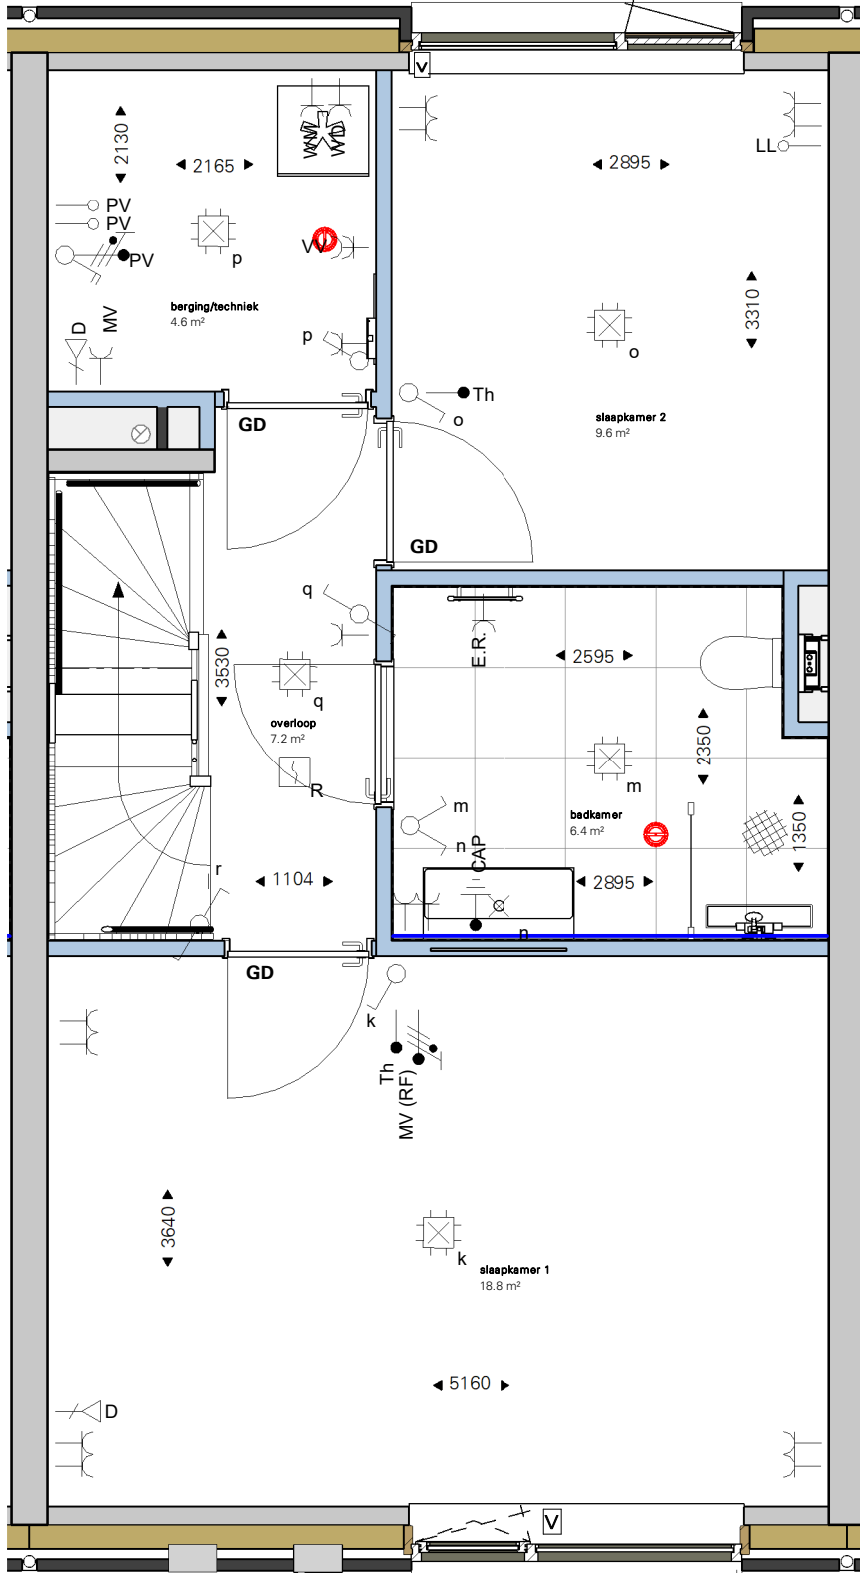 V
LL
2130
2165
WM
WD
2895
PV
PV
PV
p
VV
berging/techniek
4.6 m²
3310
D
MV
p
o
Th
o
slaapkamer 2
9.6 m²
GD
GD
q
E.R.
2595
3530
q
overloop
7.2 m²
2350
R
m
m
badkamer
6.4 m²
n
CAP
1350
r
1104
2895
n
GD
k
Th
MV (RF)
3640
k
slaapkamer 1
18.8 m²
5160
D
V